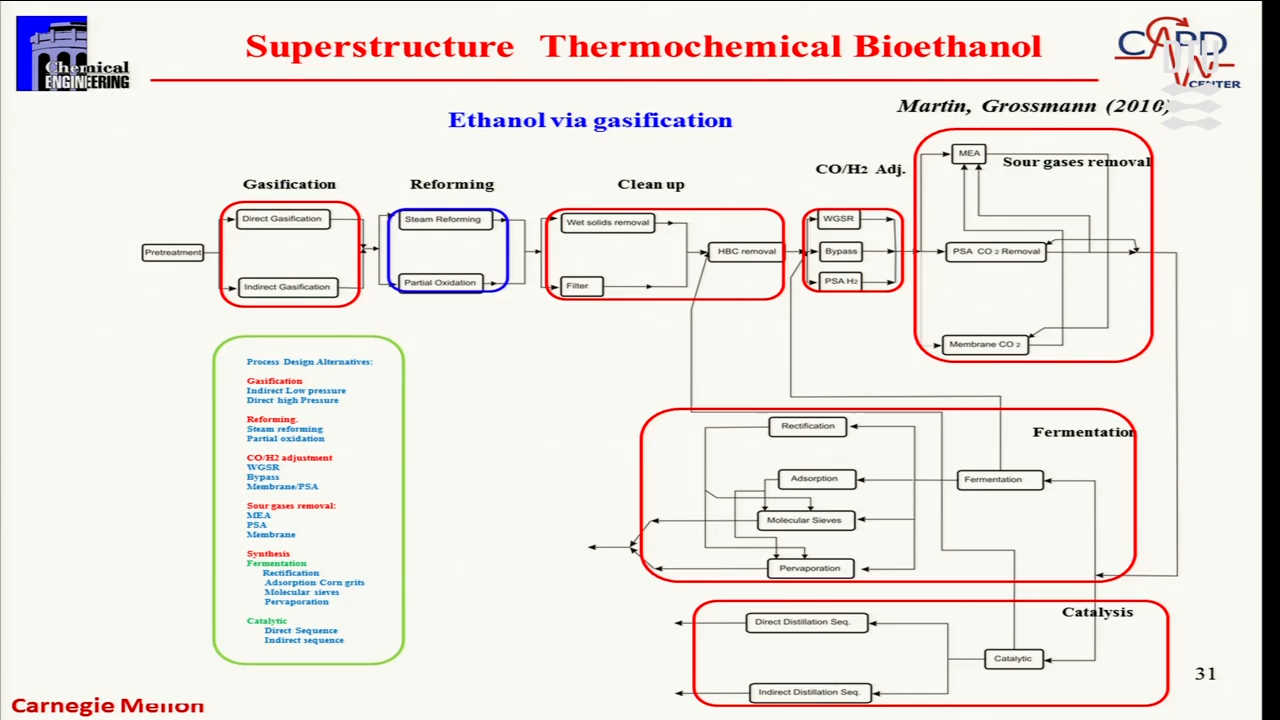 Chemical
ENGINEERING
Superstructure Thermochemical Bioethanol
CAPD
CENTER
DTU
Martin, Grossmann (2010)
Ethanol via gasification
Gasification
Reforming
Clean up
CO/H2 Adj.
Sour gases removal
MEA
Direct Gasification
Steam Reforming
Wet solids removal
WGSR
Pretreatment
HBC removal
Bypass
PSA CO2 Removal
Indirect Gasification
Partial Oxidation
Filter
PSA H2
Membrane CO2
Process Design Alternatives:
Gasification
Indirect Low pressure
Direct high Pressure
Reforming.
Steam reforming
Partial oxidation
CO/H2 adjustment
WGSR
Bypass
Membrane/PSA
Sour gases removal:
MEA
PSA
Membrane
Synthesis
Fermentation
Rectification
Adsorption Corn grits
Molecular sieves
Pervaporation
Catalytic
Direct Sequence
Indirect sequence
Rectification
Fermentation
Adsorption
Fermentation
Molecular Sieves
Pervaporation
Catalysis
Direct Distillation Seq.
Catalytic
Indirect Distillation Seq.
31
Carnegie Mellon